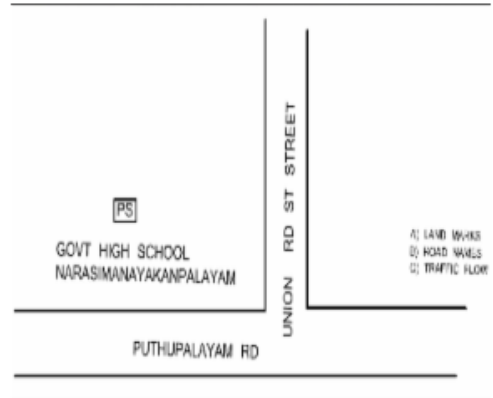 PS
GOVT HIGH SCHOOL
NARASIMANAYAKANPALAYAM
UNION RD ST STREET
A) LAND MARKS
B) ROAD NAMES
C) TRAFFIC FLOW
PUTHUPALAYAM RD